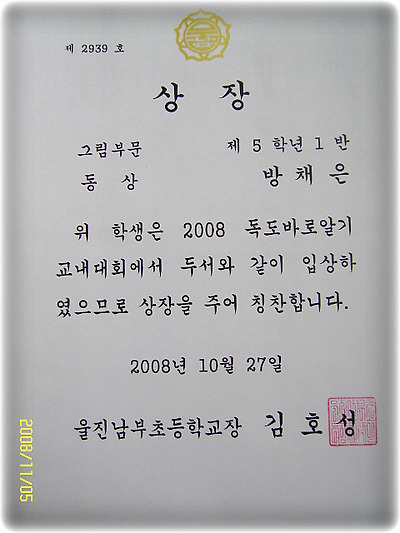 제 2939 호
상 장
그림부문 제 5 학년 1 반
동 상 방 채 은
위 학생은 2008 독도바로알기
교내대회에서 두서와 같이 입상하
였으므로 상장을 주어 칭찬합니다.
2008년 10월 27일
울진남부초등학교장 김 호 성
2008/11/05